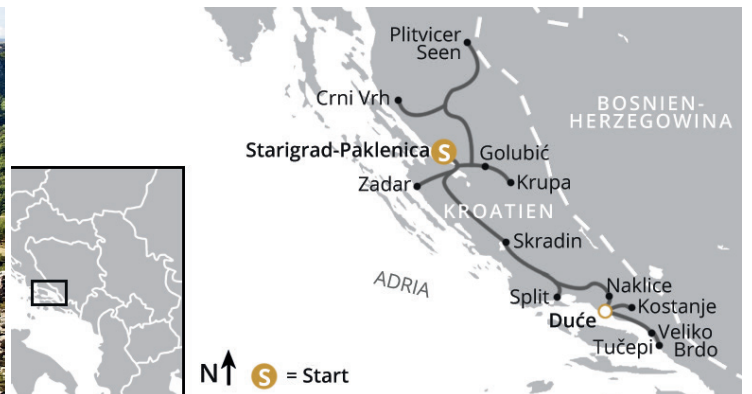 Plitvicer
Seen
Crni Vrh
BOSNIEN-
HERZEGOWINA
Starigrad-Paklenica S
Golubić
Zadar
Krupa
KROATIEN
Skradin
ADRIA
Split
Naklice
Kostanje
Duće
Veliko
Brdo
Tučepi
N
S = Start